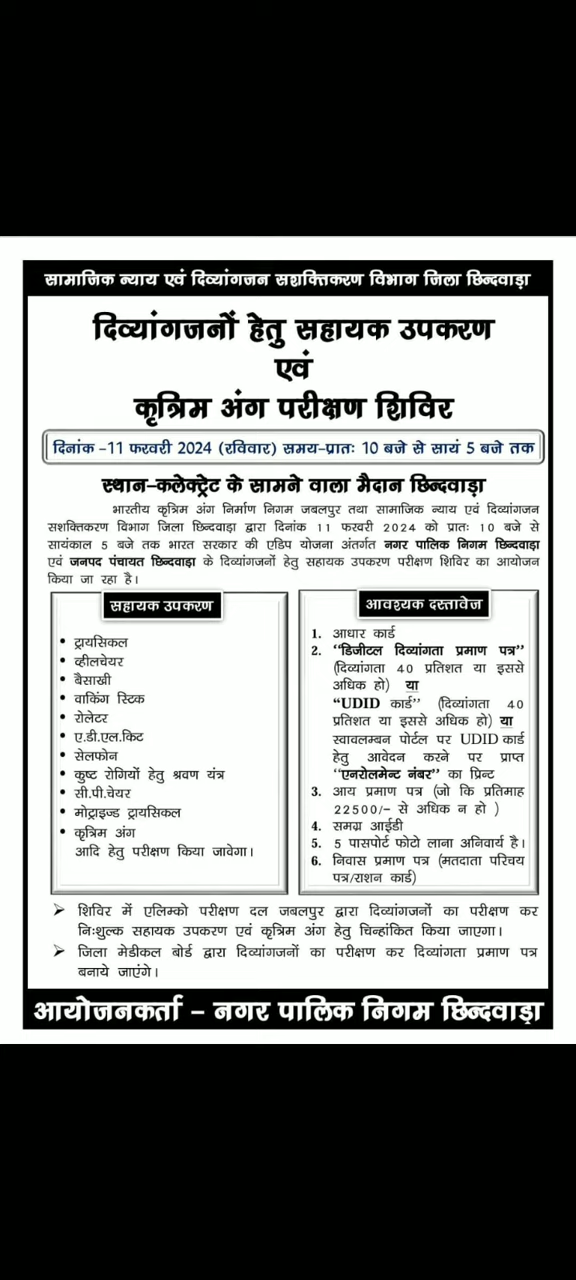 सामाजिक न्याय एवं दिव्यांगजन सशक्तिकरण विभाग जिला छिन्दवाड़ा
दिव्यांगजनों हेतु सहायक उपकरण
एवं
कृत्रिम अंग परीक्षण शिविर
दिनांक -11 फरवरी 2024 (रविवार) समय-प्रातः 10 बजे से सायं 5 बजे तक
स्थान-कलेक्ट्रेट के सामने वाला मैदान छिन्दवाड़ा
भारतीय कृत्रिम अंग निर्माण निगम जबलपुर तथा सामाजिक न्याय एवं दिव्यांगजन
सशक्तिकरण विभाग जिला छिन्दवाड़ा द्वारा दिनांक 11 फरवरी 2024 को प्रातः 10 बजे से
सायंकाल 5 बजे तक भारत सरकार की एडिप योजना अंतर्गत नगर पालिक निगम छिन्दवाड़ा
एवं जनपद पंचायत छिन्दवाड़ा के दिव्यांगजनों हेतु सहायक उपकरण परीक्षण शिविर का आयोजन
किया जा रहा है।
सहायक उपकरण
• ट्रायसिकल
• व्हीलचेयर
• बैसाखी
• वाकिंग स्टिक
• रोलेटर
• ए.डी.एल.किट
• सेलफोन
• कुष्ट रोगियों हेतु श्रवण यंत्र
• सी.पी.चेयर
• मोट्राइज्ड ट्रायसिकल
• कृत्रिम अंग
आदि हेतु परीक्षण किया जावेगा।
आवश्यक दस्तावेज
1. आधार कार्ड
2. “डिजीटल दिव्यांगता प्रमाण पत्र”
(दिव्यांगता 40 प्रतिशत या इससे
अधिक हो) या
“UDID कार्ड” (दिव्यांगता 40
प्रतिशत या इससे अधिक हो) या
स्वावलम्बन पोर्टल पर UDID कार्ड
हेतु आवेदन करने पर प्राप्त
“एनरोलमेन्ट नंबर” का प्रिन्ट
3. आय प्रमाण पत्र (जो कि प्रतिमाह
22500/- से अधिक न हो )
4. समग्र आईडी
5. 5 पासपोर्ट फोटो लाना अनिवार्य है।
6. निवास प्रमाण पत्र (मतदाता परिचय
पत्र/राशन कार्ड)
➢ शिविर में एलिम्को परीक्षण दल जबलपुर द्वारा दिव्यांगजनों का परीक्षण कर
निःशुल्क सहायक उपकरण एवं कृत्रिम अंग हेतु चिन्हांकित किया जाएगा।
➢ जिला मेडीकल बोर्ड द्वारा दिव्यांगजनों का परीक्षण कर दिव्यांगता प्रमाण पत्र
बनाये जाएंगे।
आयोजनकर्ता - नगर पालिक निगम छिन्दवाड़ा